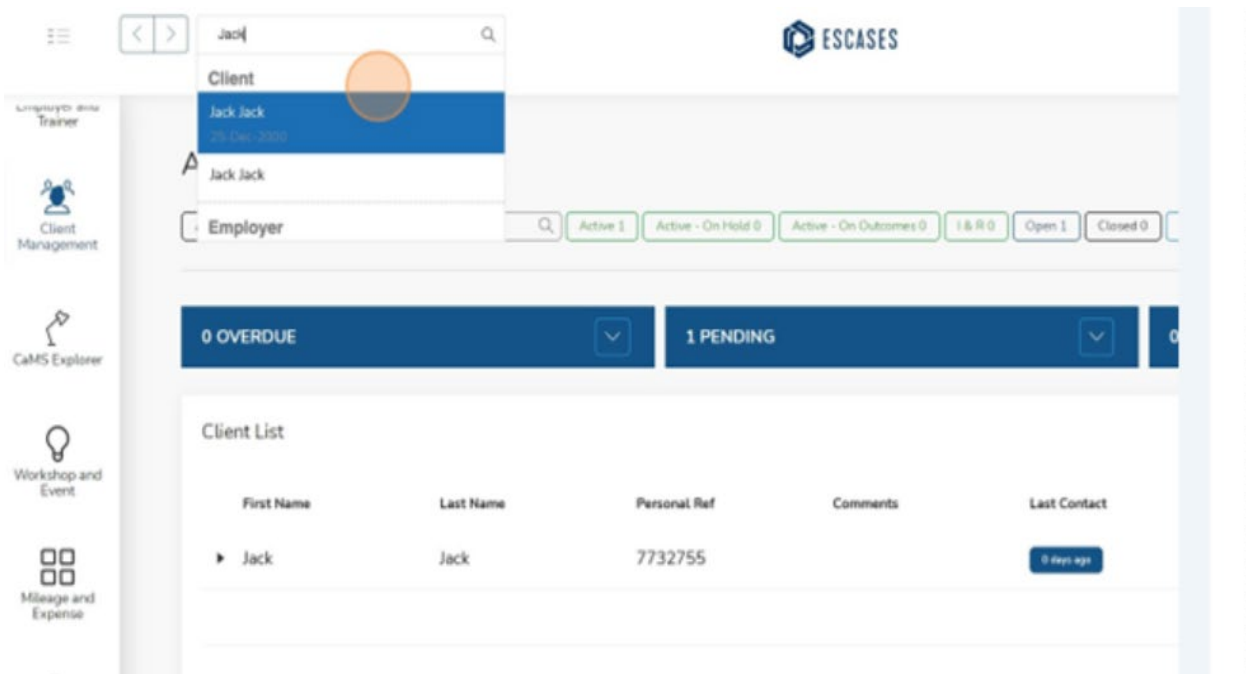 Jack
ESCASES
Client
Jack Jack
25-Dec-2000
Jack Jack
Employer
Employer and
Trainer
Client
Management
CaMS Explorer
Workshop and
Event
Mileage and
Expense
A
Active 1
Active - On Hold 0
Active - On Outcomes 0
I & R 0
Open 1
Closed 0
0 OVERDUE
1 PENDING
0
Client List
First Name Last Name Personal Ref Comments Last Contact
Jack Jack 7732755 0 days ago